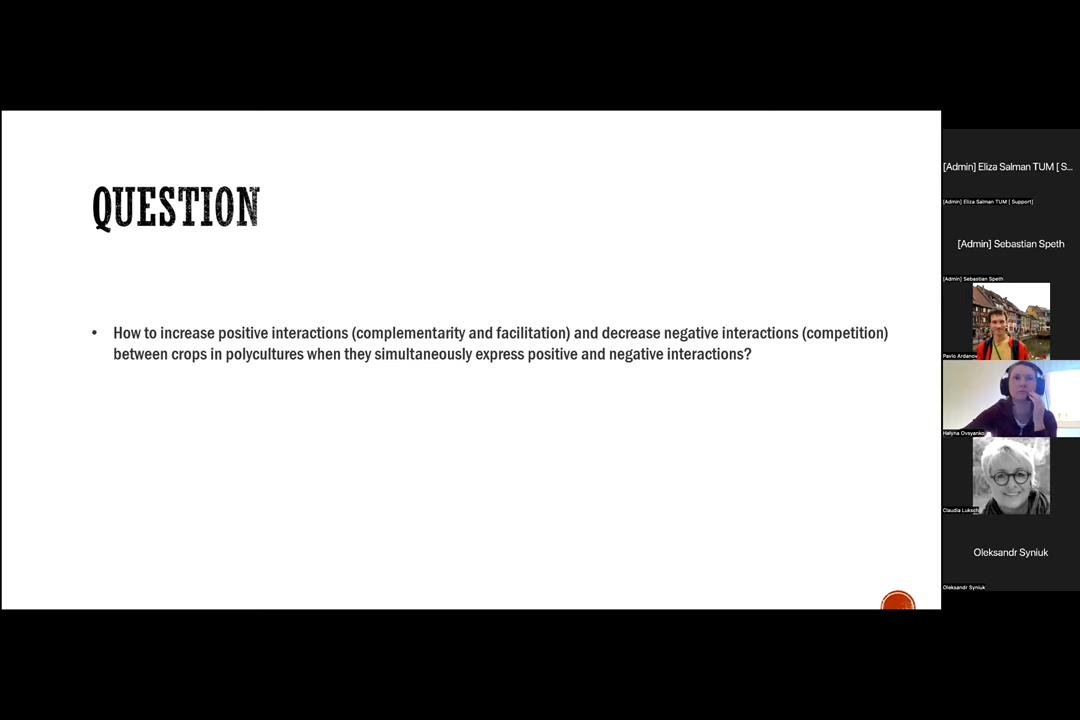 QUESTION
• How to increase positive interactions (complementarity and facilitation) and decrease negative interactions (competition)
between crops in polycultures when they simultaneously express positive and negative interactions?
[Admin] Eliza Salman TUM [ S...
[Admin] Eliza Salman TUM [ Support]
[Admin] Sebastian Speth
[Admin] Sebastian Speth
Pavlo Ardanov
Halyna Ovsyanko
Claudia Luksch
Oleksandr Syniuk
Oleksandr Syniuk